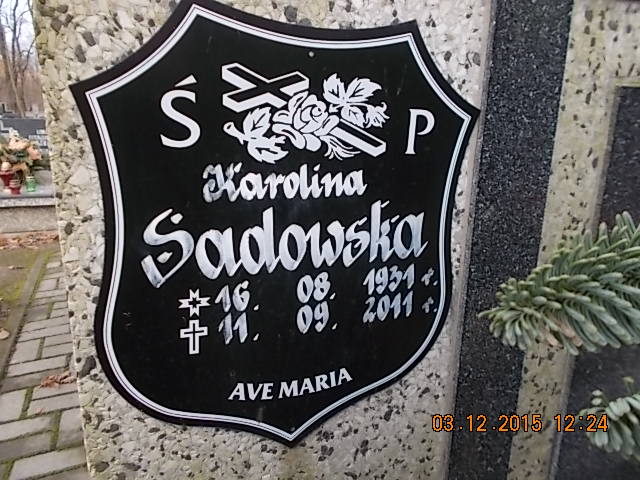 Ś P
Karolina
Sadowska
16. 08. 1931 r.
11. 09. 2011 r.
AVE MARIA
03.12.2015 12:24